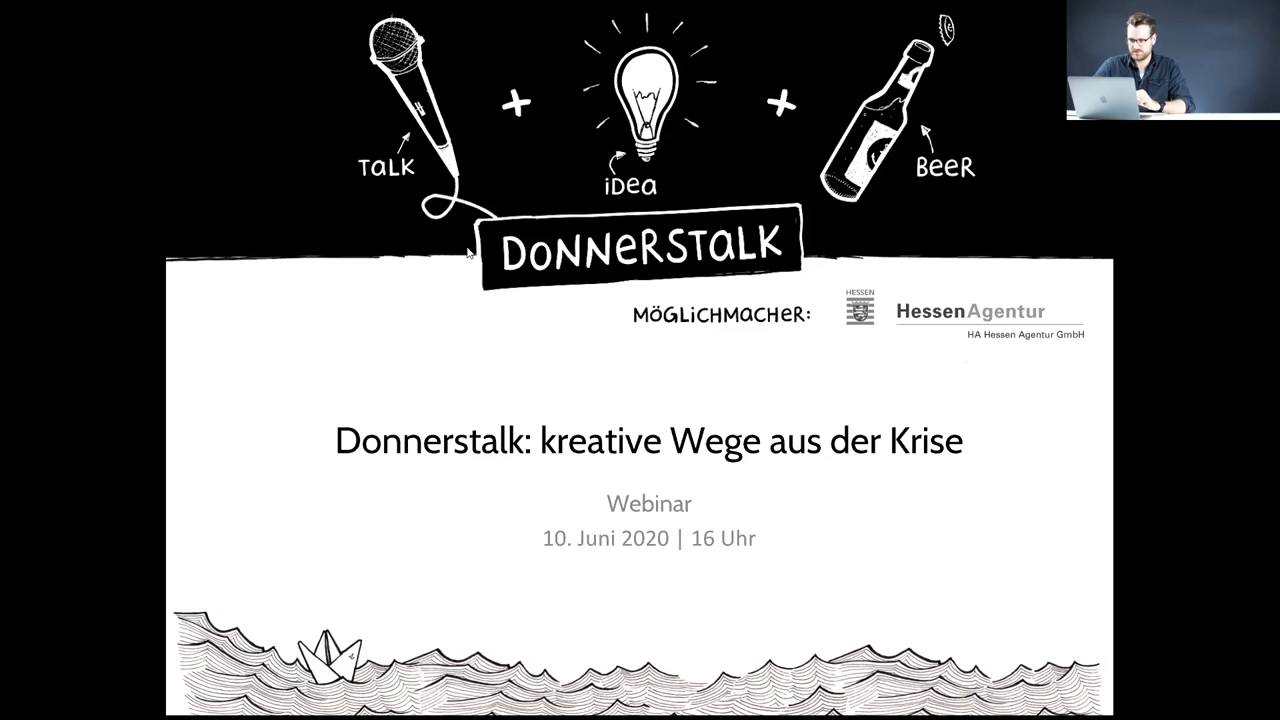 TaLK
iDea
BeeR
DONNeRSTaLK
MÖGLiCHMaCHeR:
HESSEN
HessenAgentur
HA Hessen Agentur GmbH
Donnerstalk: kreative Wege aus der Krise
Webinar
10. Juni 2020 | 16 Uhr